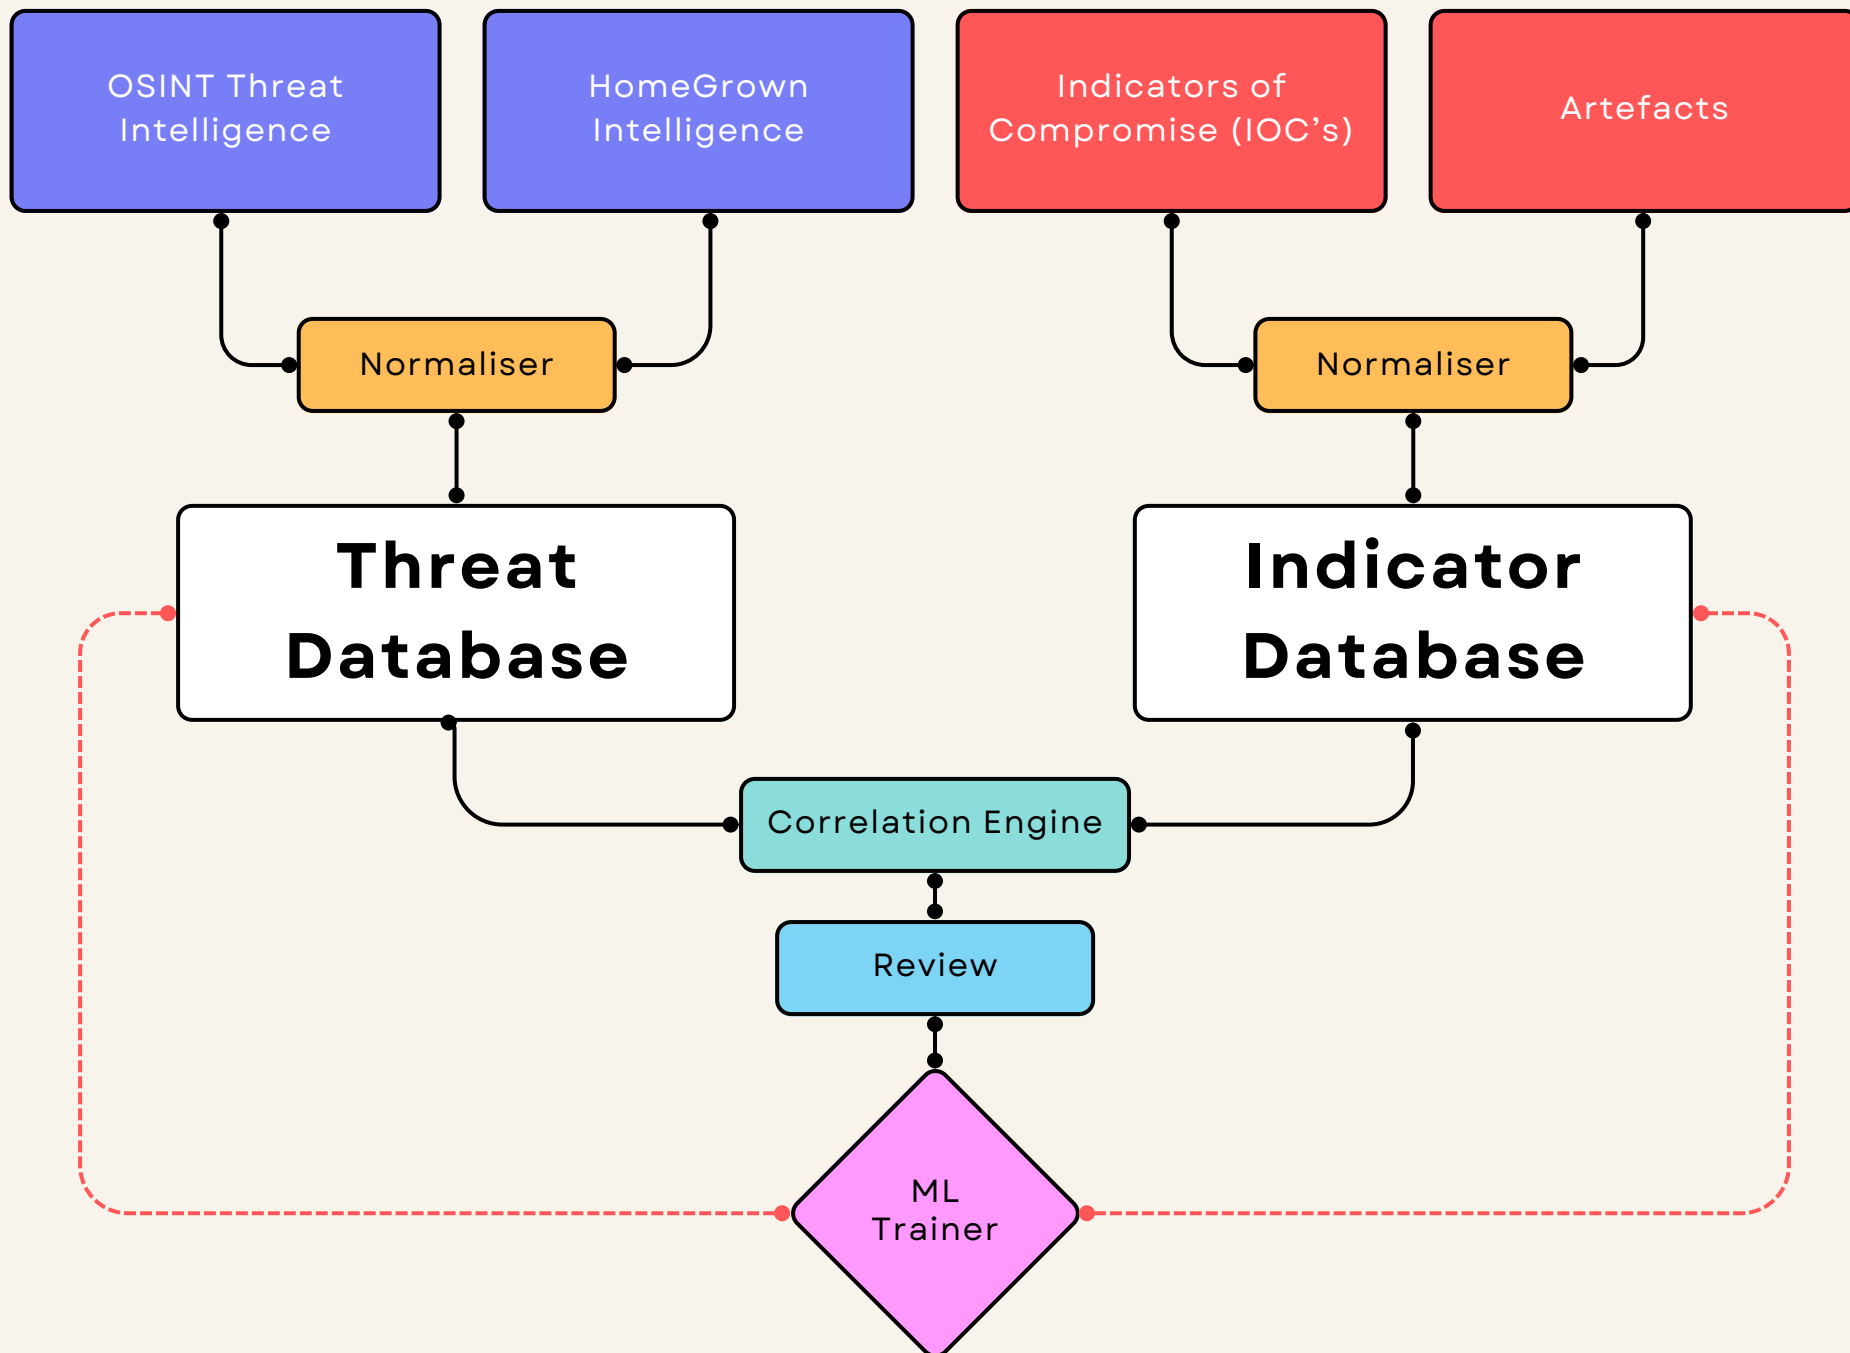 OSINT Threat
Intelligence
HomeGrown
Intelligence
Indicators of
Compromise (IOC’s)
Artefacts
Normaliser
Normaliser
Threat
Database
Indicator
Database
Correlation Engine
Review
ML
Trainer